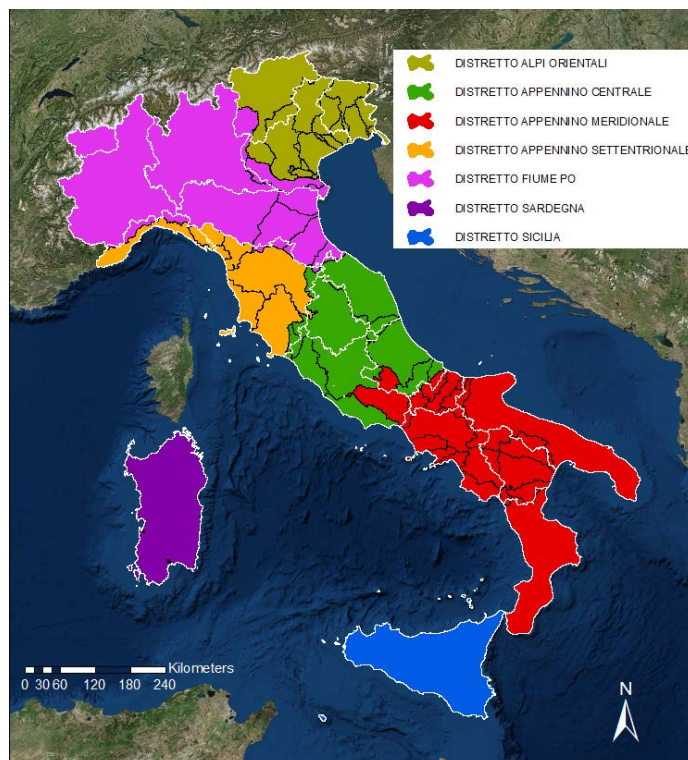 DISTRETTO ALPI ORIENTALI
DISTRETTO APPENNINO CENTRALE
DISTRETTO APPENNINO MERIDIONALE
DISTRETTO APPENNINO SETTENTRIONALE
DISTRETTO FIUME PO
DISTRETTO SARDEGNA
DISTRETTO SICILIA
Kilometers
0 30 60 120 180 240
N